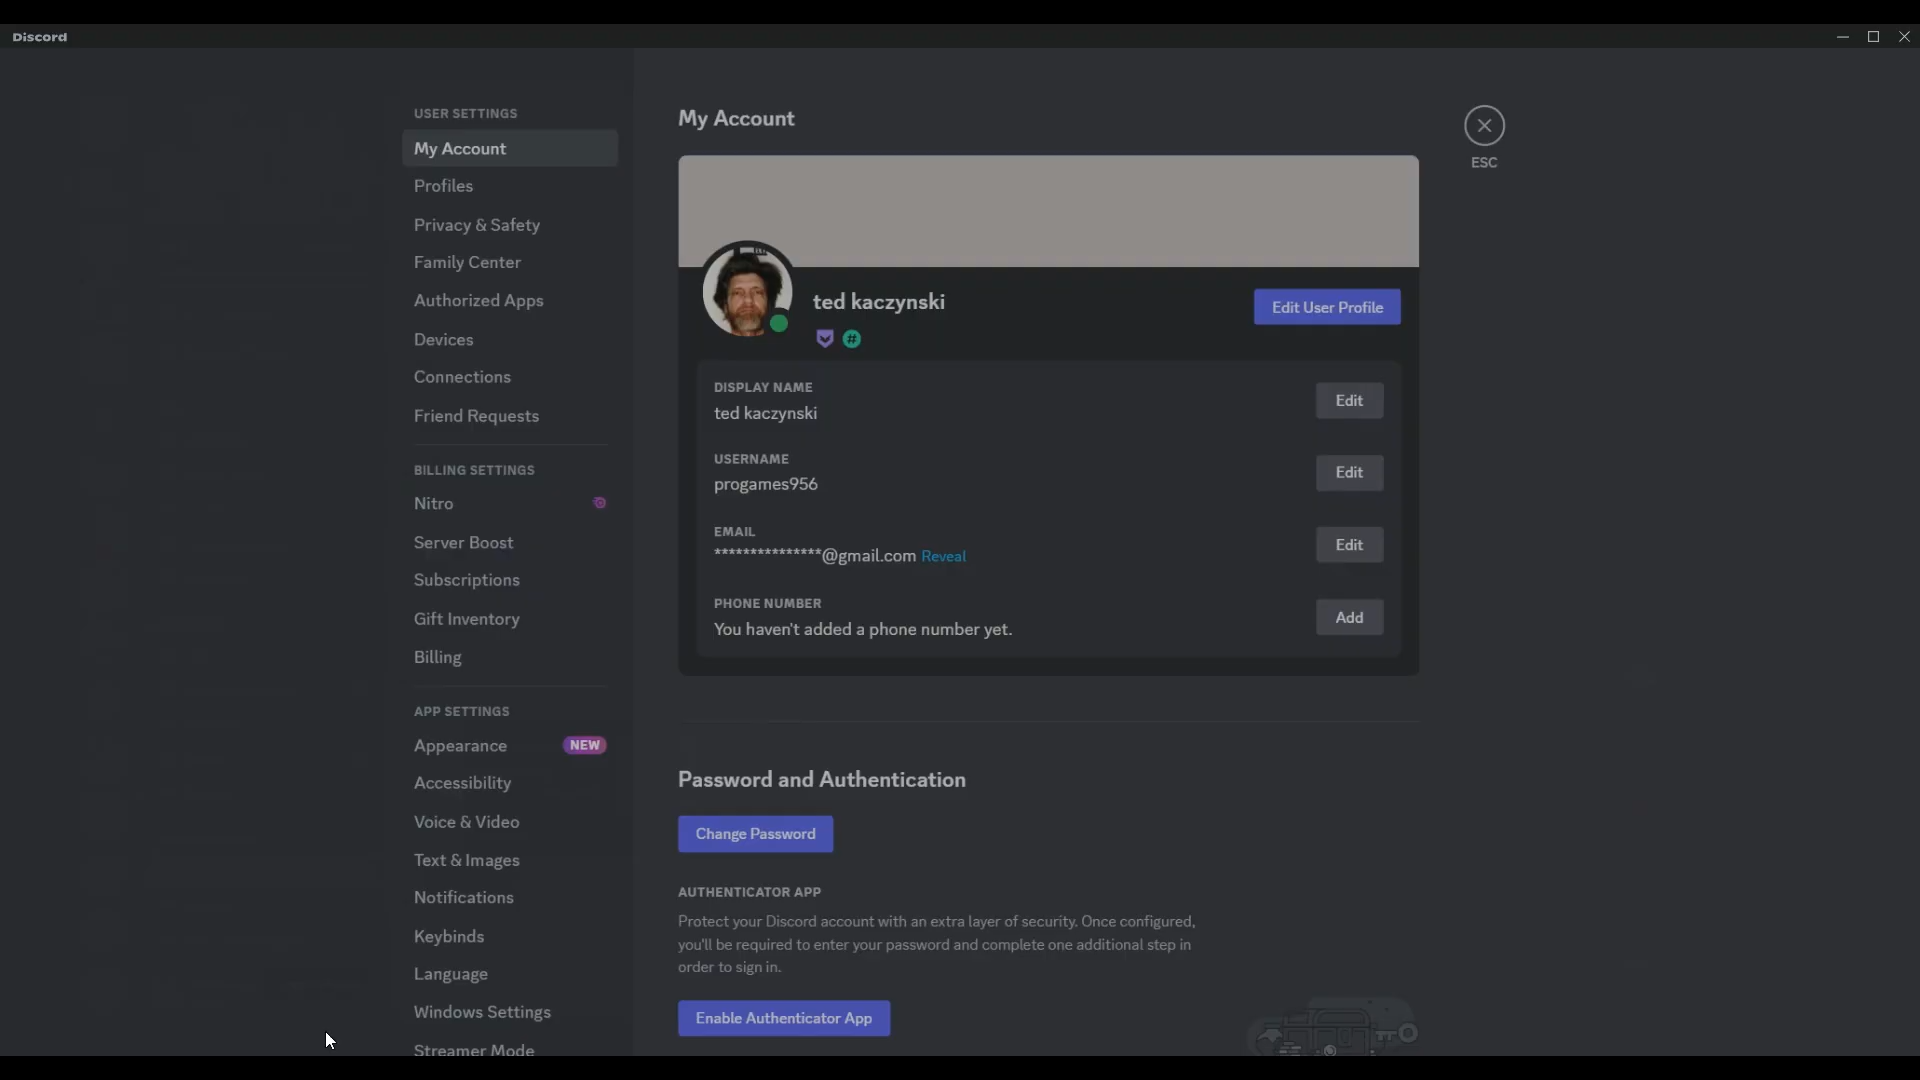 Discord
USER SETTINGS
My Account
Profiles
Privacy & Safety
Family Center
Authorized Apps
Devices
Connections
Friend Requests
BILLING SETTINGS
Nitro
Server Boost
Subscriptions
Gift Inventory
Billing
APP SETTINGS
Appearance NEW
Accessibility
Voice & Video
Text & Images
Notifications
Keybinds
Language
Windows Settings
Streamer Mode
My Account
ESC
ted kaczynski
Edit User Profile
DISPLAY NAME
ted kaczynski
Edit
USERNAME
progames956
Edit
EMAIL
***************@gmail.com Reveal
Edit
PHONE NUMBER
You haven't added a phone number yet.
Add
Password and Authentication
Change Password
AUTHENTICATOR APP
Protect your Discord account with an extra layer of security. Once configured,
you'll be required to enter your password and complete one additional step in
order to sign in.
Enable Authenticator App